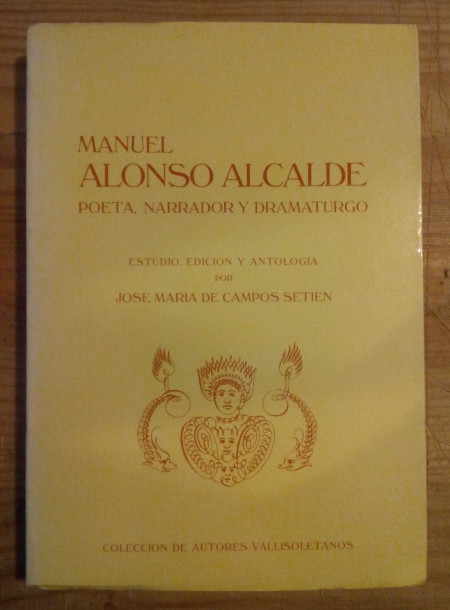 MANUEL
ALONSO ALCALDE
POETA, NARRADOR Y DRAMATURGO
ESTUDIO, EDICION Y ANTOLOGIA
POR
JOSE MARIA DE CAMPOS SETIEN
COLECCION DE AUTORES VALLISOLETANOS